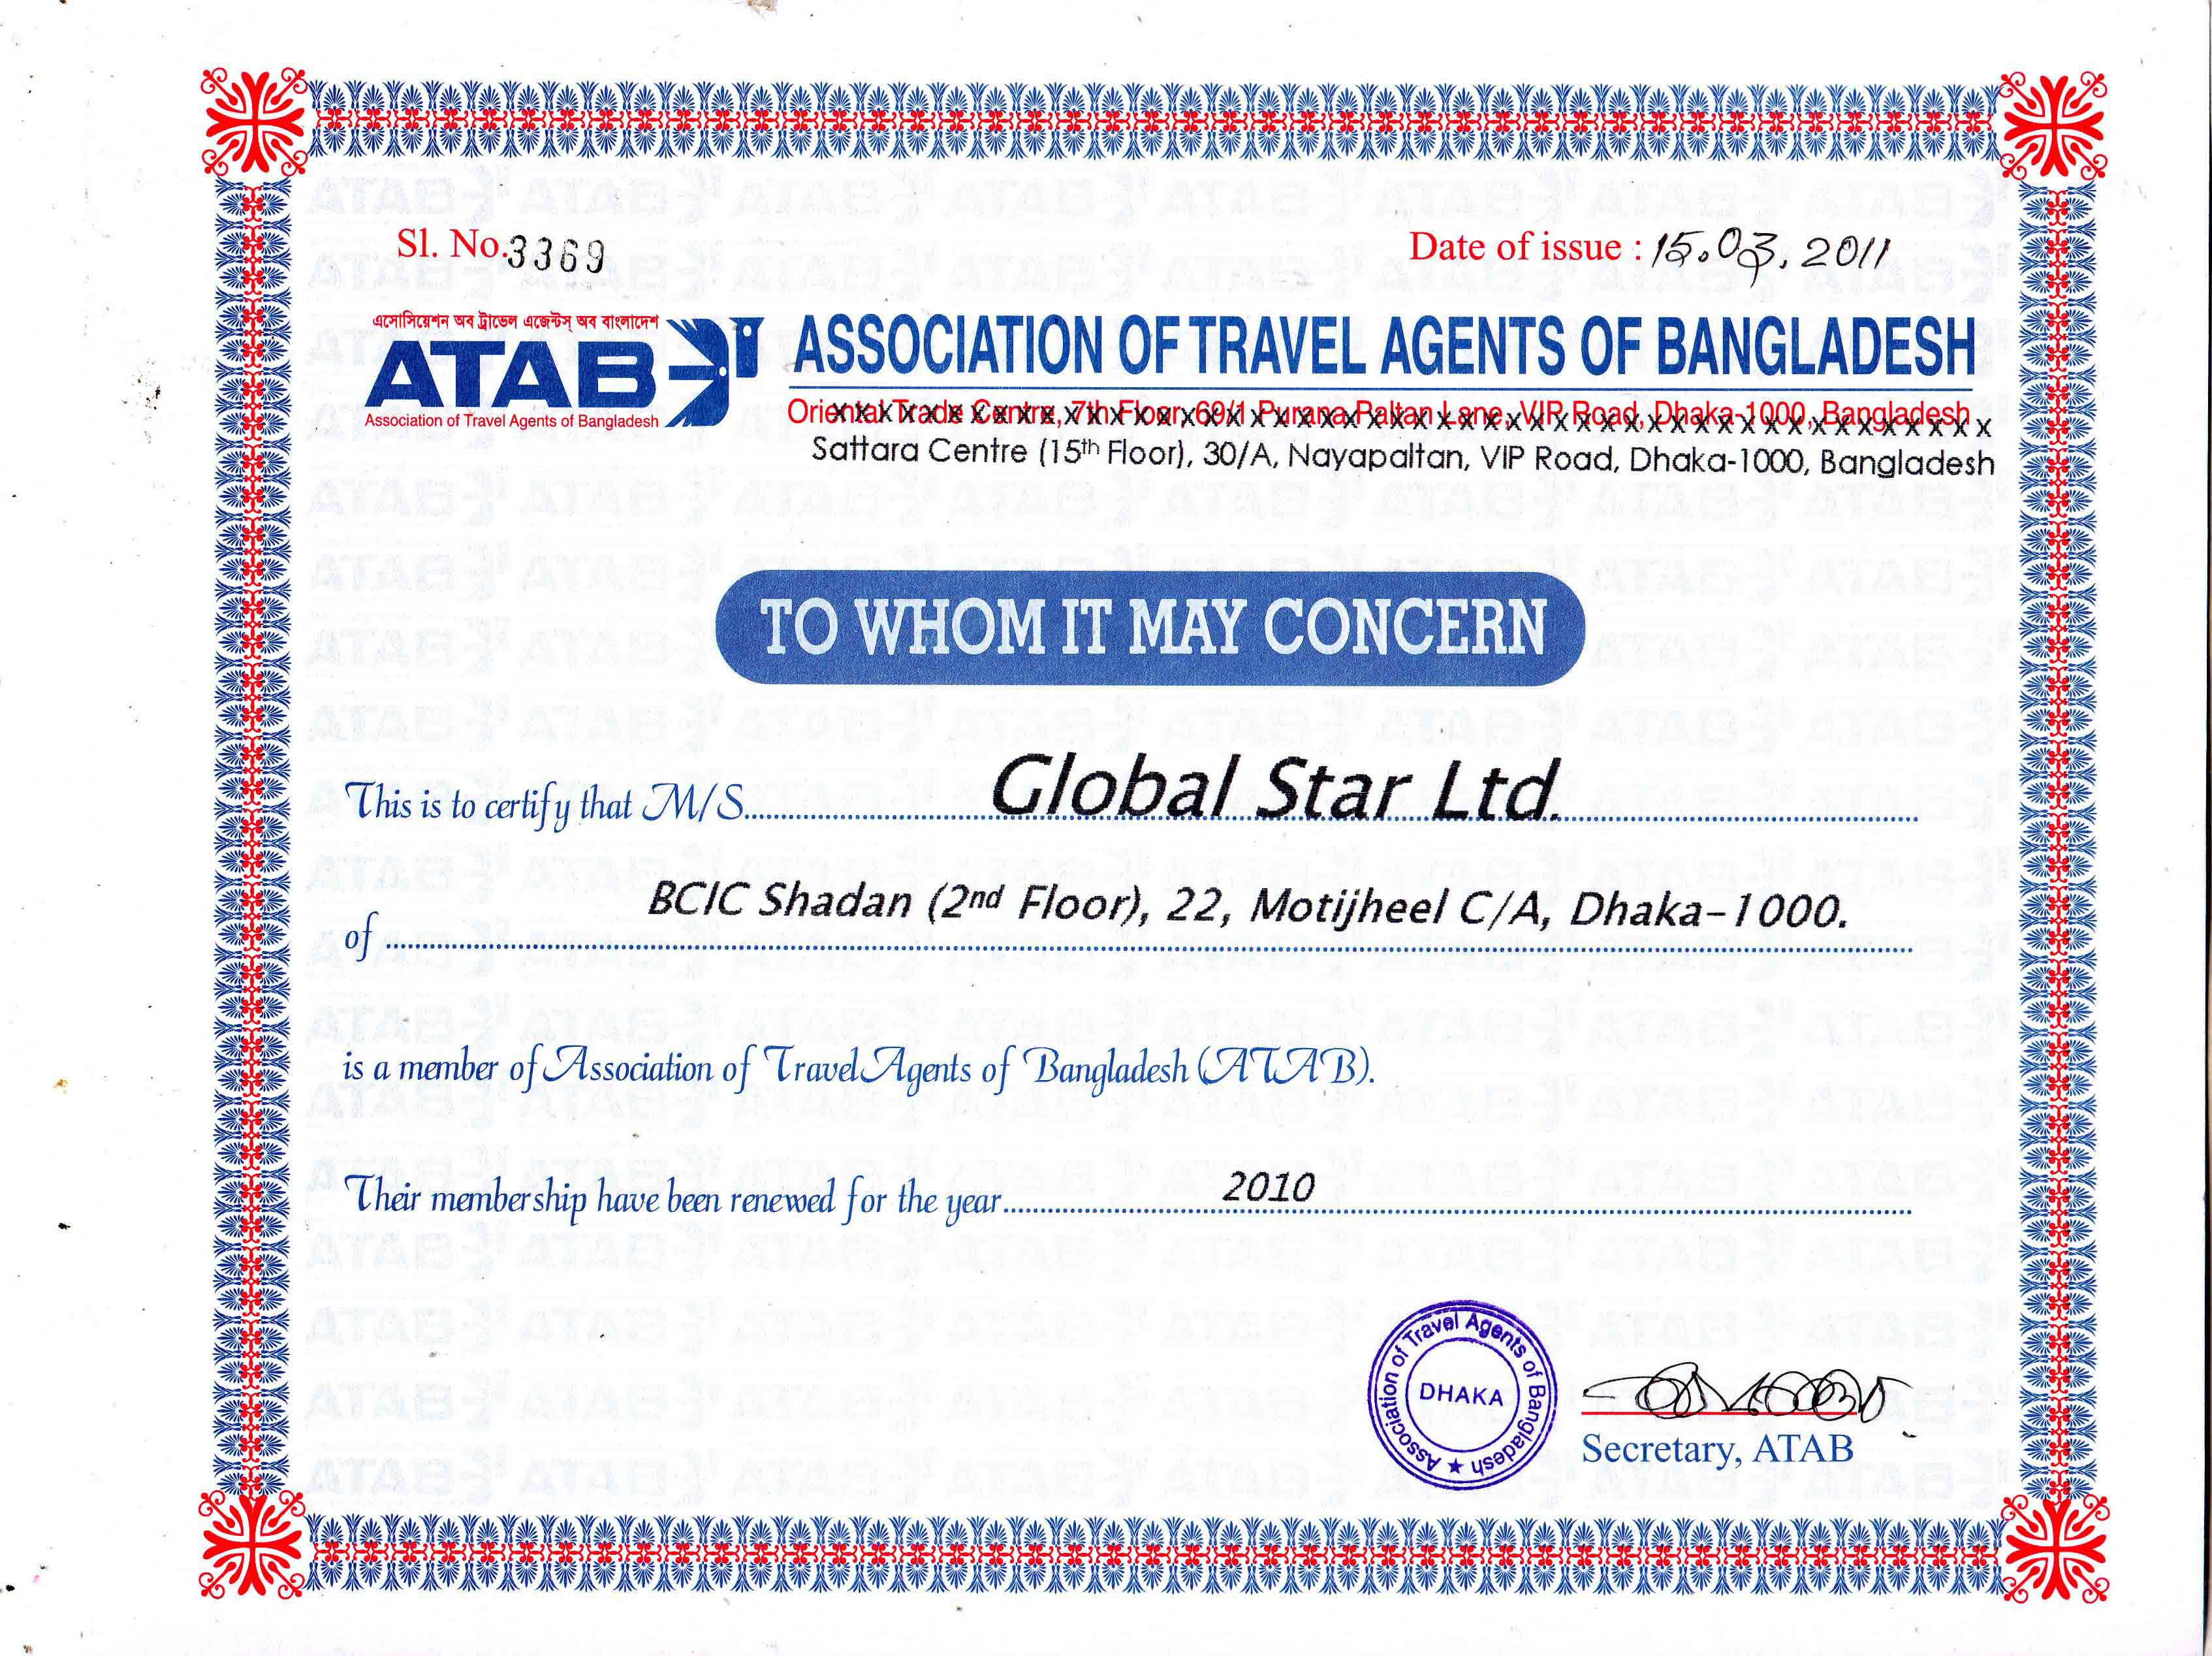 Sl. No.3369
Date of issue : 15.03.2011
এসোসিয়েশন অব ট্রাভেল এজেন্টস্ অব বাংলাদেশ
ATAB
Association of Travel Agents of Bangladesh
ASSOCIATION OF TRAVEL AGENTS OF BANGLADESH
Oriental Trade Centre, 7th Floor, 69/1 Purana Paltan Lane, VIP Road, Dhaka-1000, Bangladesh
Sattara Centre (15th Floor), 30/A, Nayapaltan, VIP Road, Dhaka-1000, Bangladesh
TO WHOM IT MAY CONCERN
This is to certify that M/S. Global Star Ltd.
of BCIC Shadan (2nd Floor), 22, Motijheel C/A, Dhaka-1000.
is a member of Association of Travel Agents of Bangladesh (ATAB).
Their membership have been renewed for the year 2010
Association of Travel Agents of Bangladesh ★
DHAKA
Secretary, ATAB